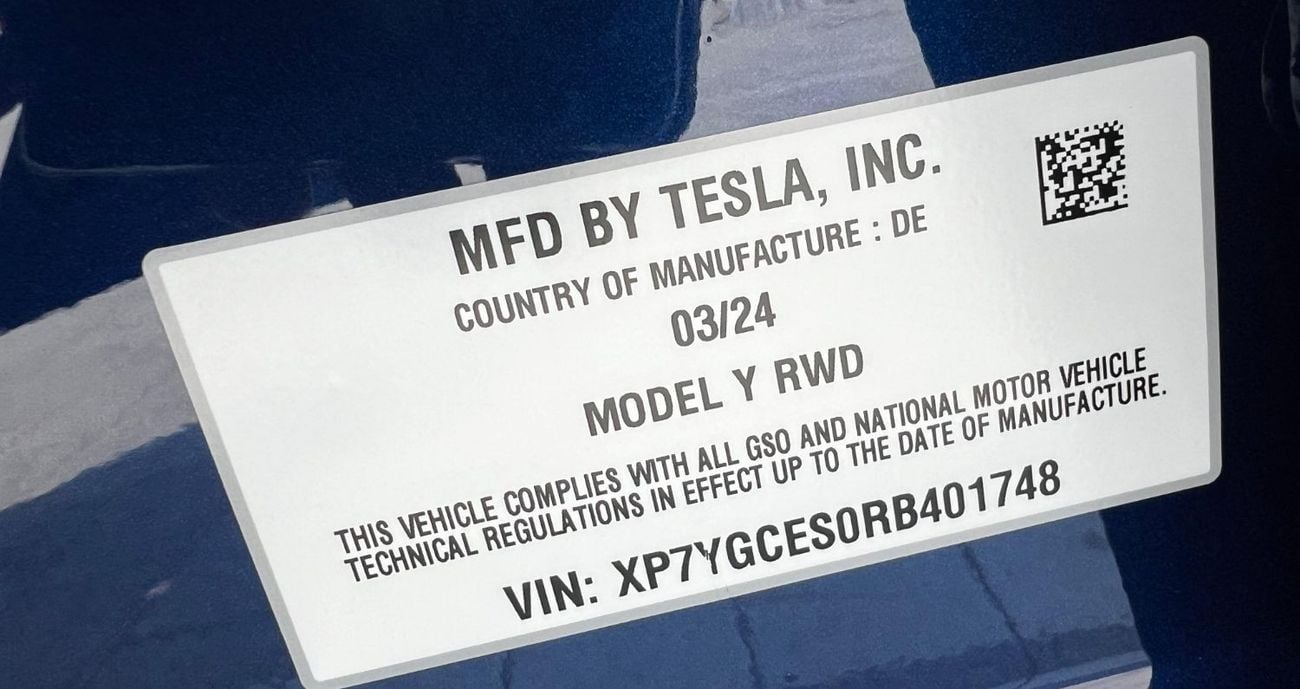 MFD BY TESLA, INC.
COUNTRY OF MANUFACTURE : DE
03/24
MODEL Y RWD
THIS VEHICLE COMPLIES WITH ALL GSO AND NATIONAL MOTOR VEHICLE
TECHNICAL REGULATIONS IN EFFECT UP TO THE DATE OF MANUFACTURE.
VIN: XP7YGCES0RB401748